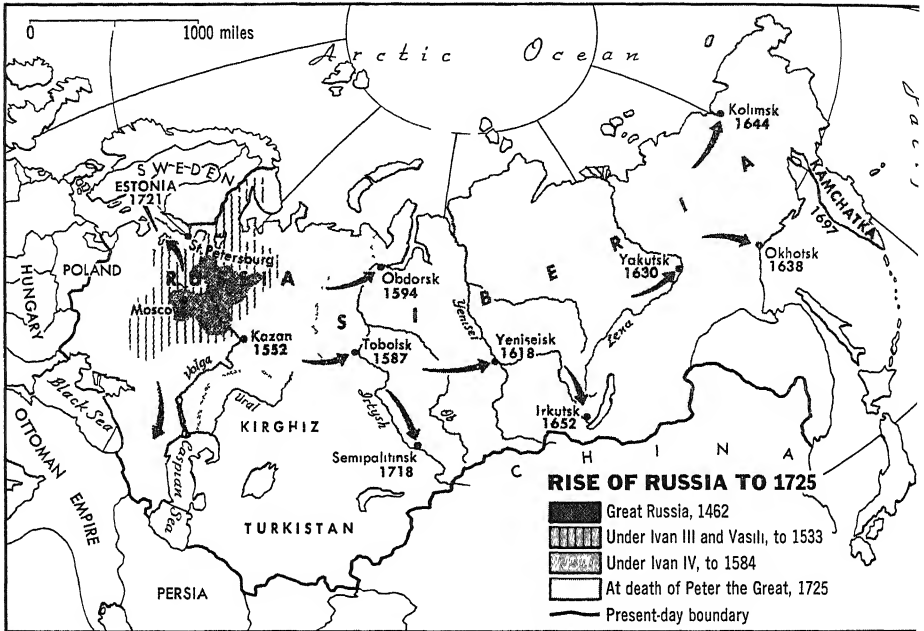 0 1000 miles
Arctic Ocean
Kolimsk
1644
SWEDEN
ESTONIA
1721
St. Petersburg
KAMCHATKA
1697
POLAND
RUSSIA
SIBERIA
HUNGARY
Obdorsk
1594
Yakutsk
1630
Okhotsk
1638
Moscow
Kazan
1552
Tobolsk
1587
Yenisei
Yeniseisk
1618
Lena
Volga
Ural
Irtysh
Ob
Black Sea
KIRGHIZ
Irkutsk
1652
OTTOMAN
EMPIRE
Caspian
Sea
Semipalitinsk
1718
CHINA
TURKISTAN
PERSIA
RISE OF RUSSIA TO 1725
Great Russia, 1462
Under Ivan III and Vasili, to 1533
Under Ivan IV, to 1584
At death of Peter the Great, 1725
Present-day boundary